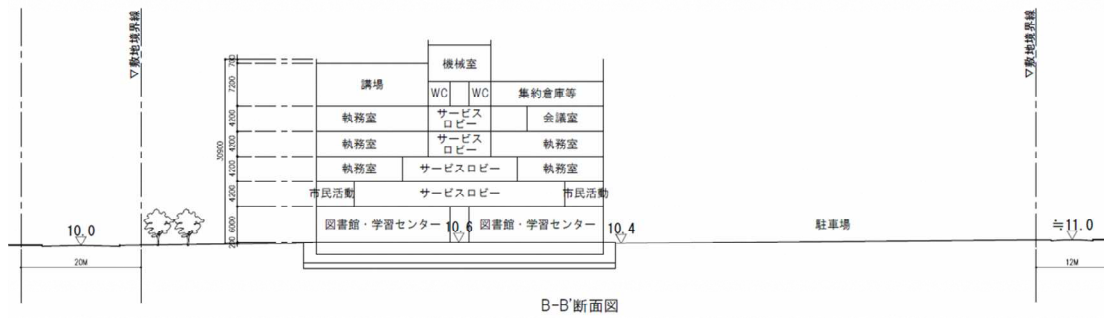 ▽敷地境界線
▽敷地境界線
機械室
講場
WC
WC
集約倉庫等
執務室
サービス
ロビー
会議室
執務室
サービス
ロビー
執務室
執務室
サービスロビー
執務室
市民活動
サービスロビー
市民活動
図書館・学習センター
10.6
図書館・学習センター
10.0
10.4
駐車場
≒11.0
700
7200
4200
4200
4200
4200
6000
200
30900
20M
12M
B-B'断面図